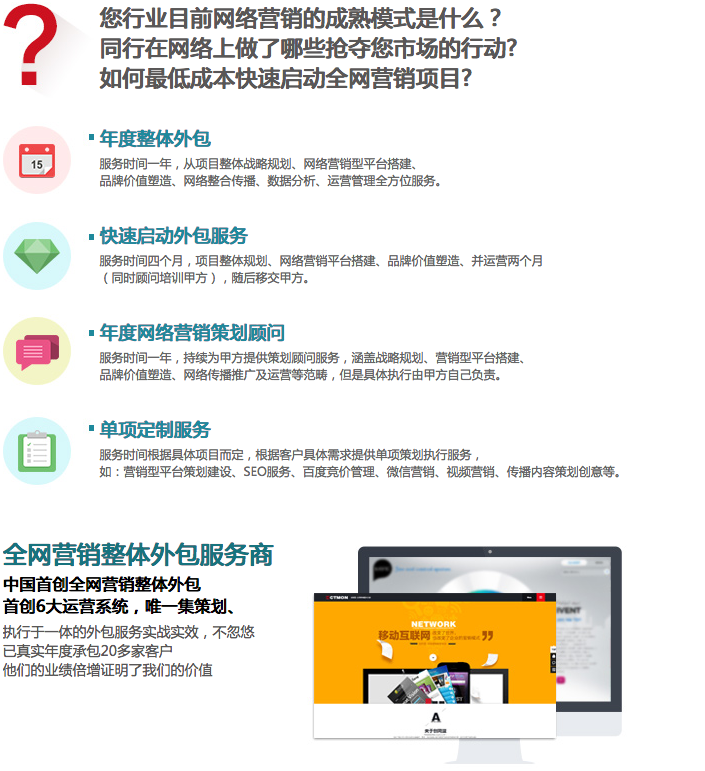 您行业目前网络营销的成熟模式是什么？
同行在网络上做了哪些抢夺您市场的行动?
如何最低成本快速启动全网营销项目?
15
年度整体外包
服务时间一年，从项目整体战略规划、网络营销型平台搭建、
品牌价值塑造、网络整合传播、数据分析、运营管理全方位服务。
快速启动外包服务
服务时间四个月，项目整体规划、网络营销平台搭建、品牌价值塑造、并运营两个月
（同时顾问培训甲方），随后移交甲方。
年度网络营销策划顾问
服务时间一年，持续为甲方提供策划顾问服务，涵盖战略规划、营销型平台搭建、
品牌价值塑造、网络传播推广及运营等范畴，但是具体执行由甲方自己负责。
单项定制服务
服务时间根据具体项目而定，根据客户具体需求提供单项策划执行服务，
如：营销型平台策划建设、SEO服务、百度竞价管理、微信营销、视频营销、传播内容策划创意等。
全网营销整体外包服务商
中国首创全网营销整体外包
首创6大运营系统，唯一集策划、
执行于一体的外包服务实战实效，不忽悠
已真实年度承包20多家客户
他们的业绩倍增证明了我们的价值
NETWORK
移动互联网
A